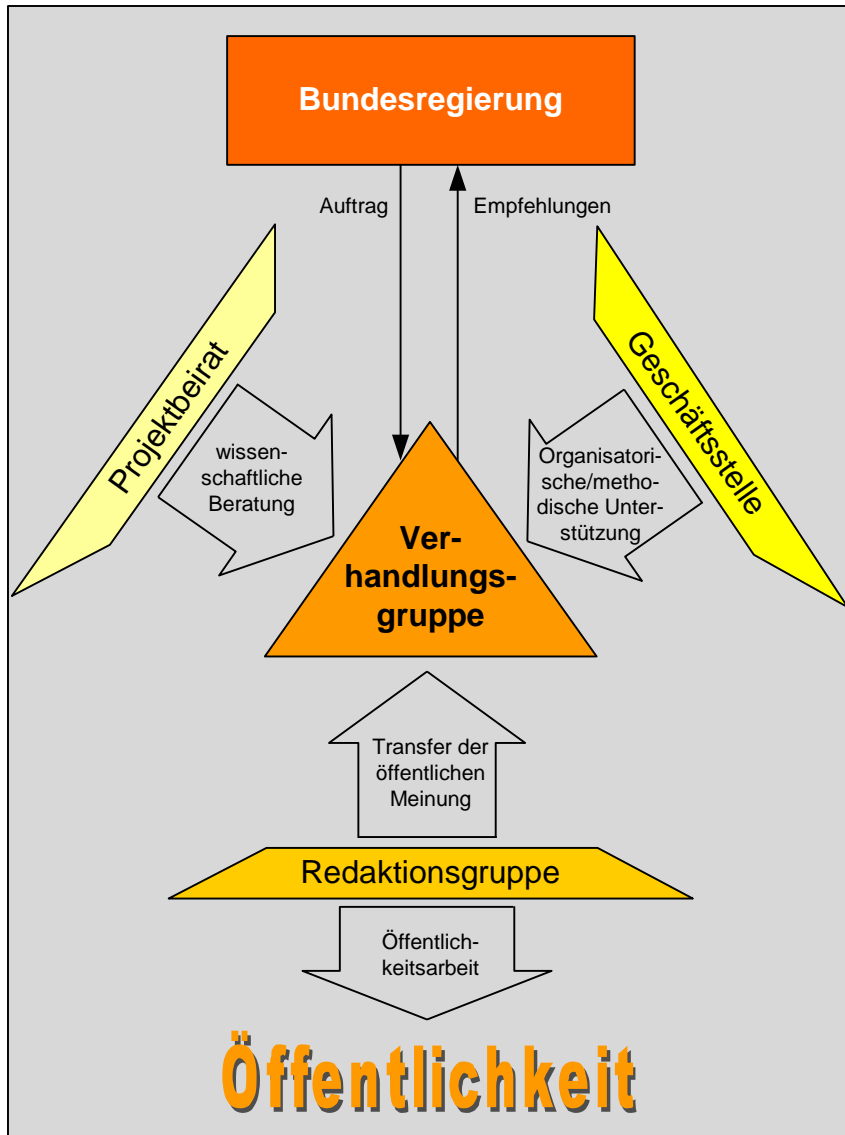 Bundesregierung
Auftrag
Empfehlungen
Projektbeirat
Geschäftsstelle
wissen-
schaftliche
Beratung
Organisatori-
sche/metho-
dische Unter-
stützung
Ver-
handlungs-
gruppe
Transfer der
öffentlichen
Meinung
Redaktionsgruppe
Öffentlich-
keitsarbeit
Öffentlichkeit